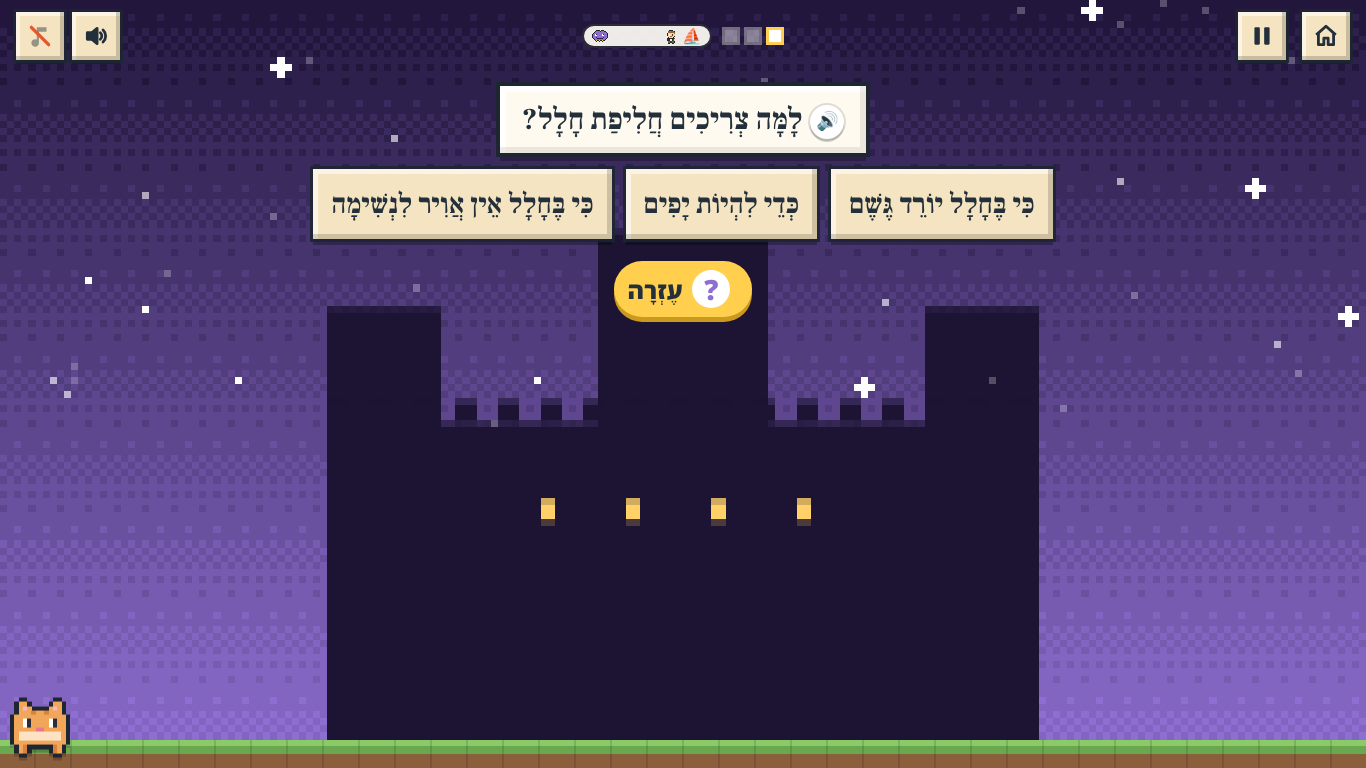 לָמָּה צְרִיכִים חֲלִיפַת חָלָל?
כִּי בֶּחָלָל יוֹרֵד גֶּשֶׁם
כְּדֵי לִהְיוֹת יָפִים
כִּי בֶּחָלָל אֵין אֲוִיר לִנְשִׁימָה
? עֶזְרָה